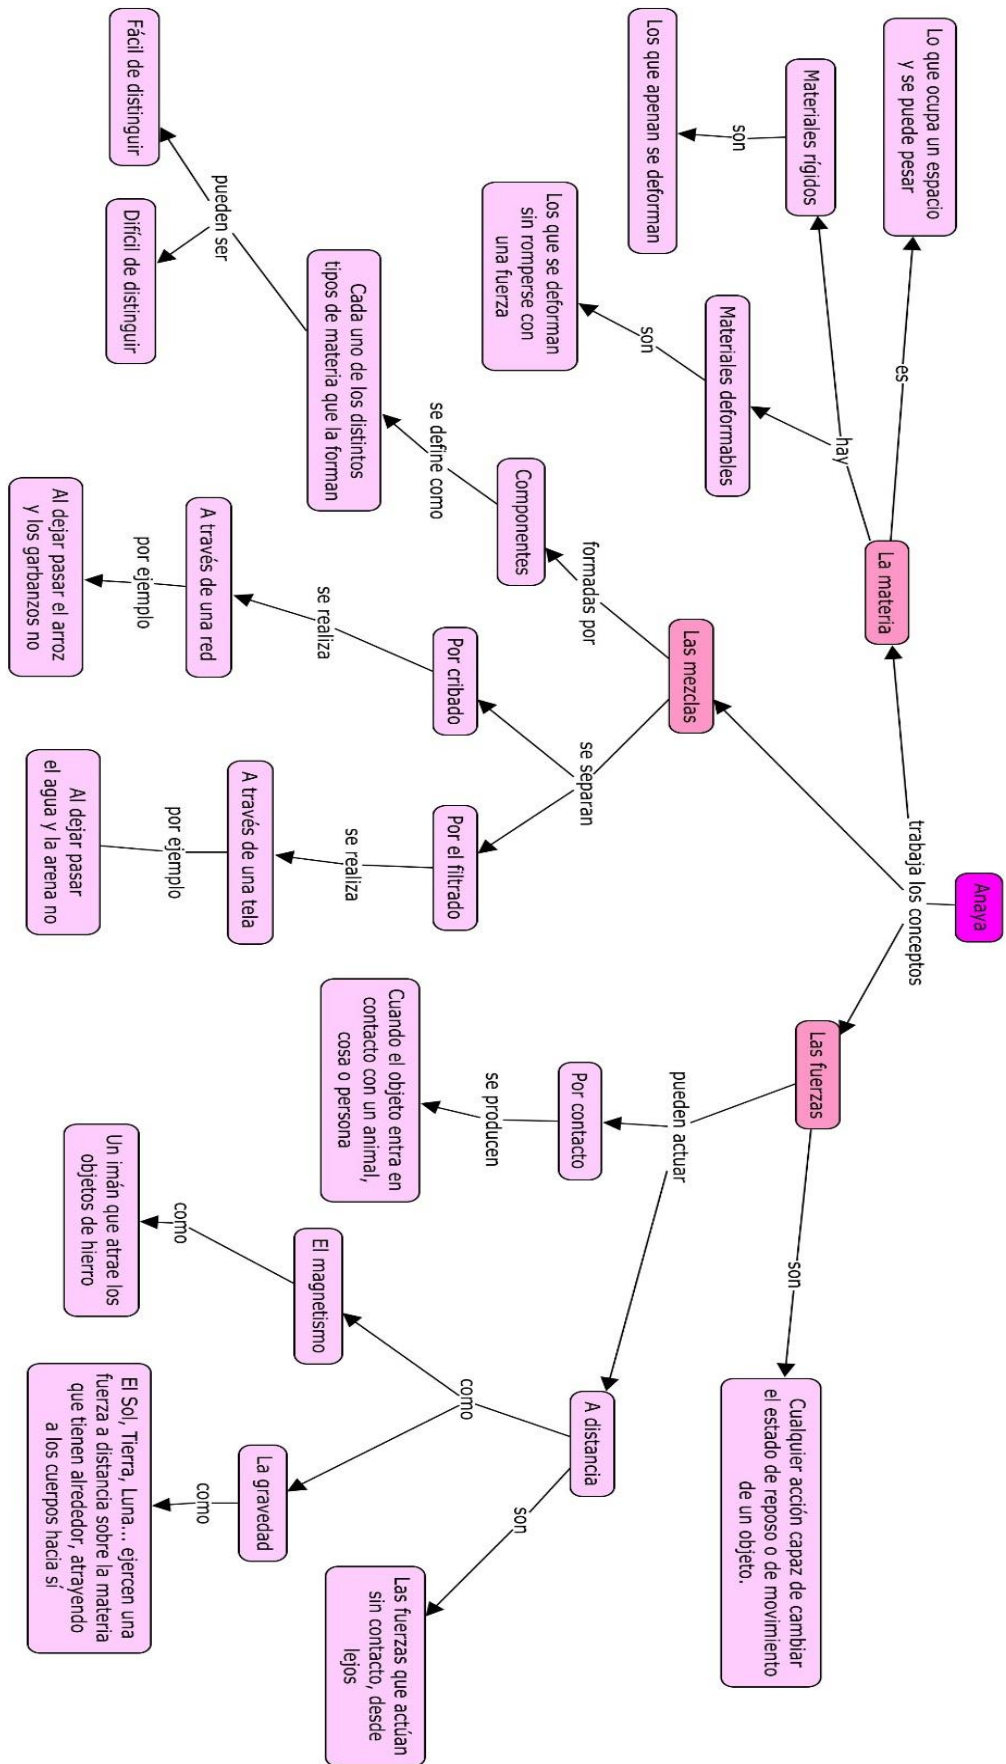 Anaya
trabaja los conceptos
La materia
es
Lo que ocupa un espacio
y se puede pesar
hay
Materiales rígidos
son
Los que apenan se deforman
Materiales deformables
son
Los que se deforman
sin romperse con
una fuerza
Las mezclas
formadas por
Componentes
se define como
Cada uno de los distintos
tipos de materia que la forman
pueden ser
Fácil de distinguir
Difícil de distinguir
se separan
Por cribado
se realiza
A través de una red
por ejemplo
Al dejar pasar el arroz
y los garbanzos no
Por el filtrado
se realiza
A través de una tela
por ejemplo
Al dejar pasar
el agua y la arena no
Las fuerzas
son
Cualquier acción capaz de cambiar
el estado de reposo o de movimiento
de un objeto.
pueden actuar
Por contacto
se producen
Cuando el objeto entra en
contacto con un animal,
cosa o persona
A distancia
como
El magnetismo
como
Un imán que atrae los
objetos de hierro
La gravedad
como
El Sol, Tierra, Luna... ejercen una
fuerza a distancia sobre la materia
que tienen alrededor, atrayendo
a los cuerpos hacia sí
son
Las fuerzas que actúan
sin contacto, desde
lejos